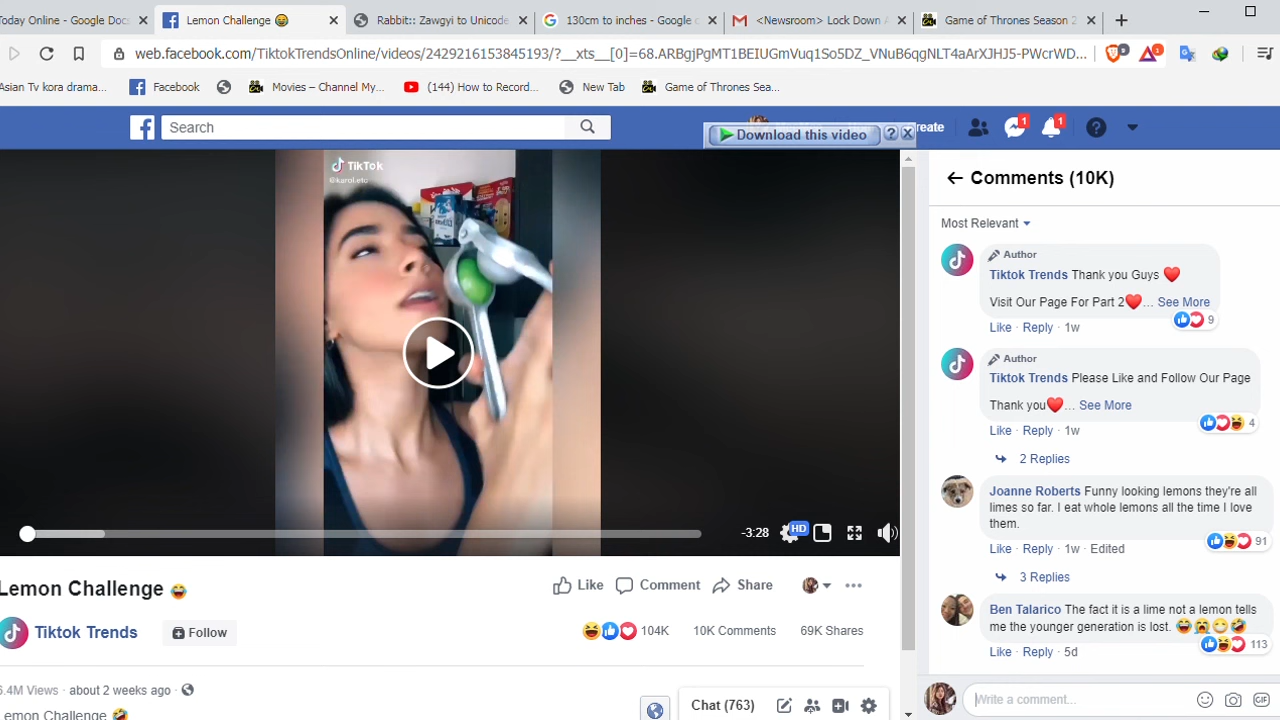 oday Online - Google Docs
Lemon Challenge 😂
Rabbit:: Zawgyi to Unicode
130cm to inches - Google
<Newsroom> Lock Down
Game of Thrones Season 2
web.facebook.com/TiktokTrendsOnline/videos/2429216153845193/?__xts__[0]=68.ARBgjPgMT1BEIUGmVuq1So5DZ_VNuB6qgNLT4aArXJHJ5-PWcrWD...
Asian Tv kora drama...
Facebook
Movies – Channel My...
(144) How to Record...
New Tab
Game of Thrones Sea...
Search
Download this video
?
reate
1
1
TikTok
@karol.etc
-3:28
HD
Lemon Challenge 😂
Like
Comment
Share
Tiktok Trends
Follow
104K
10K Comments
69K Shares
6.4M Views · about 2 weeks ago
Lemon Challenge 🤣
Chat (763)
Comments (10K)
Most Relevant
Author
Tiktok Trends Thank you Guys ❤️
Visit Our Page For Part 2❤️... See More
9
Like · Reply · 1w
Author
Tiktok Trends Please Like and Follow Our Page
Thank you❤️... See More
4
Like · Reply · 1w
2 Replies
Joanne Roberts Funny looking lemons they're all
limes so far. I eat whole lemons all the time I love
them.
91
Like · Reply · 1w · Edited
3 Replies
Ben Talarico The fact it is a lime not a lemon tells
me the younger generation is lost. 😂😭😷🤣
113
Like · Reply · 5d
Write a comment...
GIF